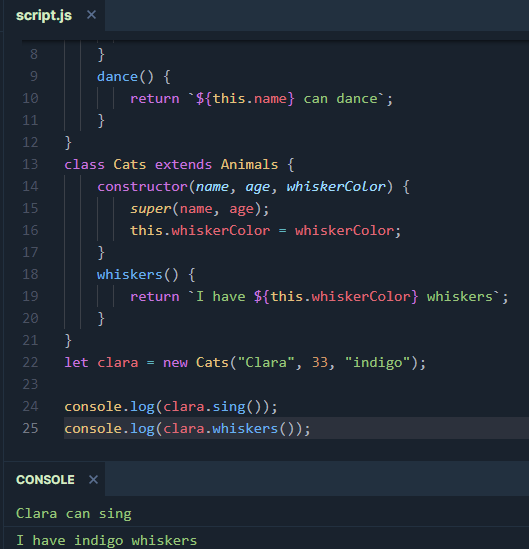 script.js ×
8 }
9 dance() {
10 return `${this.name} can dance`;
11 }
12 }
13 class Cats extends Animals {
14 constructor(name, age, whiskerColor) {
15 super(name, age);
16 this.whiskerColor = whiskerColor;
17 }
18 whiskers() {
19 return `I have ${this.whiskerColor} whiskers`;
20 }
21 }
22 let clara = new Cats("Clara", 33, "indigo");
23
24 console.log(clara.sing());
25 console.log(clara.whiskers());
CONSOLE ×
Clara can sing
I have indigo whiskers